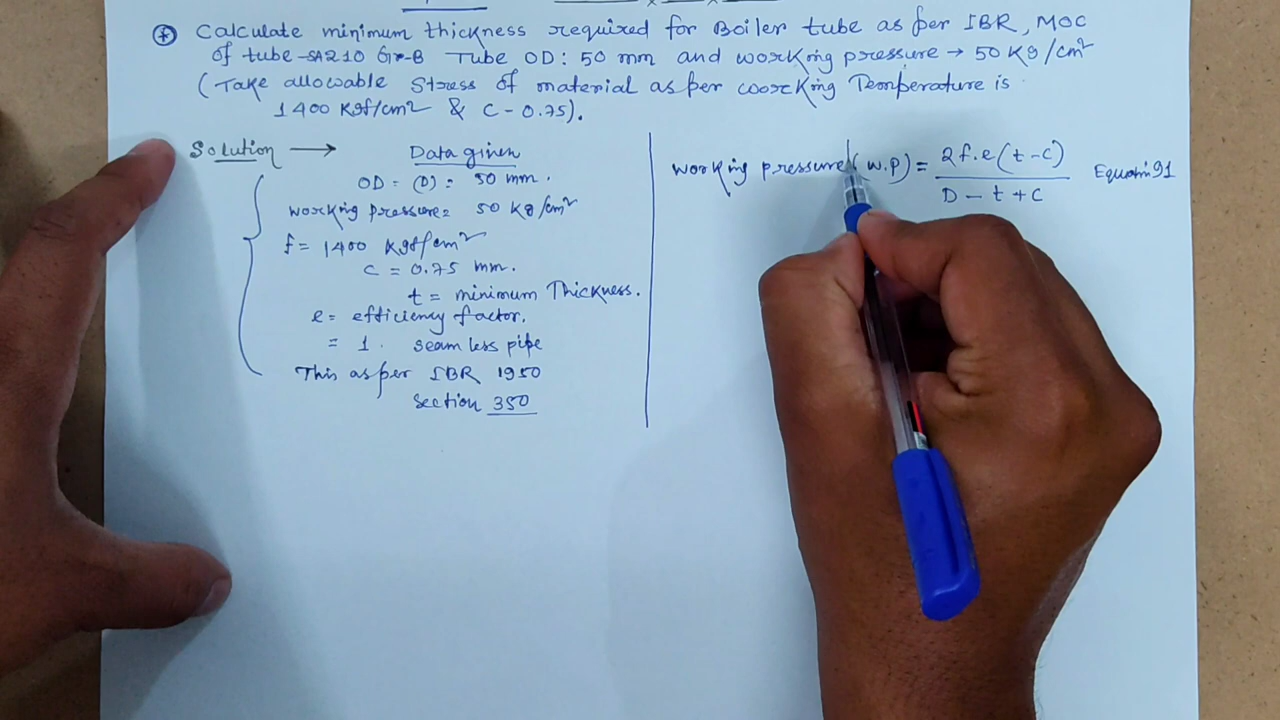 Calculate minimum thickness required for Boiler tube as per IBR, MOC
of tube-SA210 Gr-B Tube OD: 50 mm and working pressure → 50 Kg/cm²
(Take allowable Stress of material as per woorking Temperature is
1400 Kgf/cm² & C - 0.75).
Solution →
Data given
OD = (D) = 50 mm.
working pressure = 50 Kg/cm²
f = 1400 Kgf/cm²
C = 0.75 mm.
t = minimum Thickness.
e = efficiency factor.
= 1. seam less pipe
This as per IBR 1950
Section 350
working pressure (w.p) = 2f.e(t-c) / D - t + C Equation 91